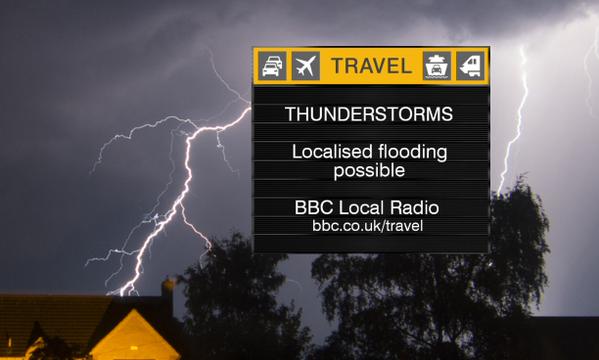 TRAVEL
THUNDERSTORMS
Localised flooding
possible
BBC Local Radio
bbc.co.uk/travel